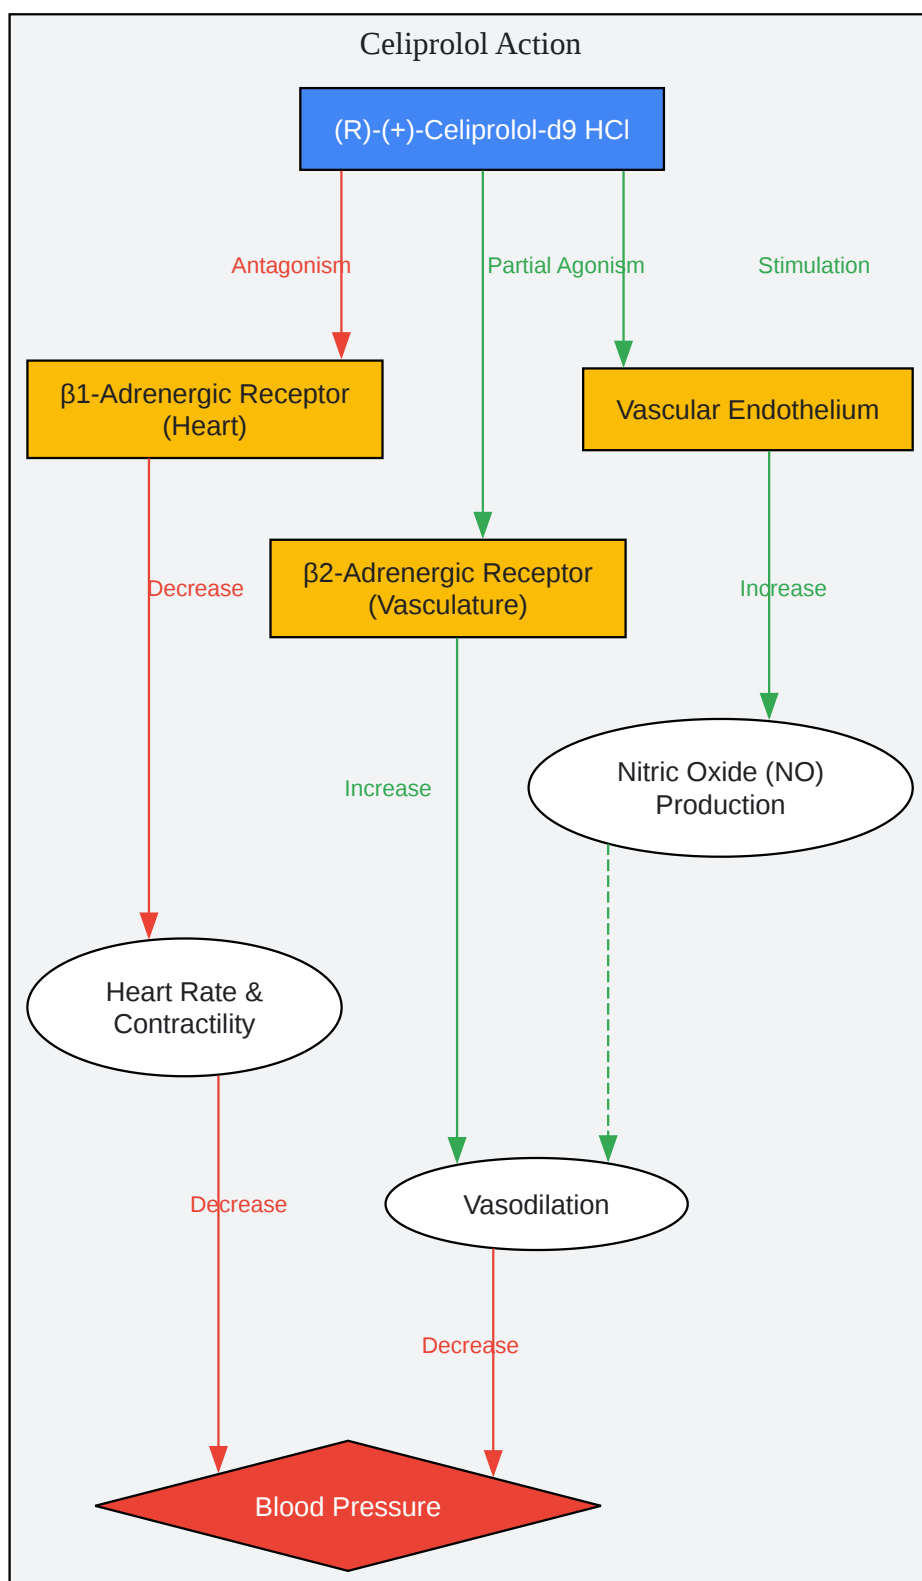 Celiprolol Action
(R)-(+)-Celiprolol-d9 HCl
Antagonism
Partial Agonism
Stimulation
β1-Adrenergic Receptor
(Heart)
Vascular Endothelium
β2-Adrenergic Receptor
(Vasculature)
Decrease
Increase
Nitric Oxide (NO)
Production
Increase
Heart Rate &
Contractility
Decrease
Vasodilation
Decrease
Blood Pressure